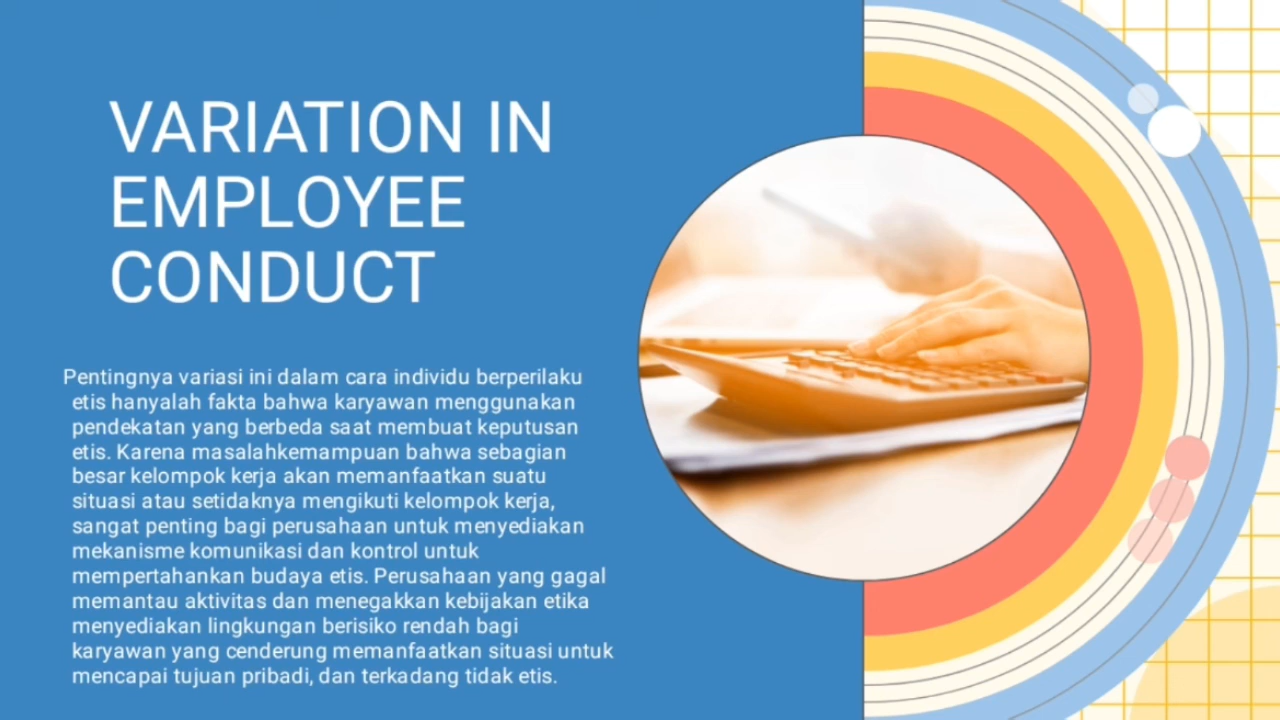 VARIATION IN
EMPLOYEE
CONDUCT
Pentingnya variasi ini dalam cara individu berperilaku
etis hanyalah fakta bahwa karyawan menggunakan
pendekatan yang berbeda saat membuat keputusan
etis. Karena masalahkemampuan bahwa sebagian
besar kelompok kerja akan memanfaatkan suatu
situasi atau setidaknya mengikuti kelompok kerja,
sangat penting bagi perusahaan untuk menyediakan
mekanisme komunikasi dan kontrol untuk
mempertahankan budaya etis. Perusahaan yang gagal
memantau aktivitas dan menegakkan kebijakan etika
menyediakan lingkungan berisiko rendah bagi
karyawan yang cenderung memanfaatkan situasi untuk
mencapai tujuan pribadi, dan terkadang tidak etis.